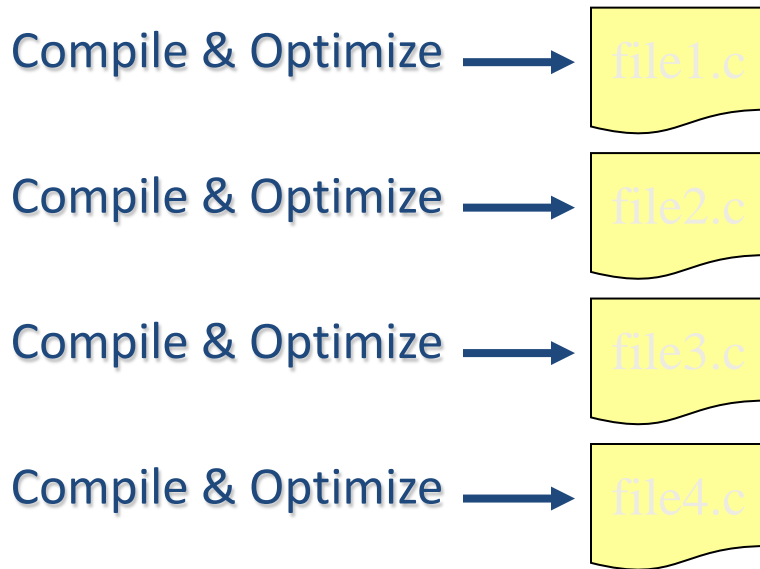 Compile & Optimize file1.c
Compile & Optimize file2.c
Compile & Optimize file3.c
Compile & Optimize file4.c